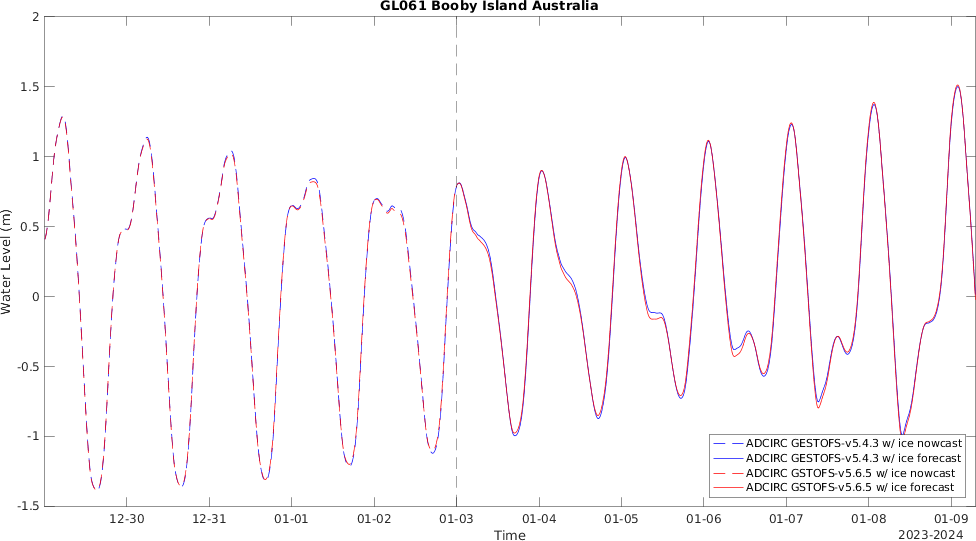 GL061 Booby Island Australia
2
1.5
1
0.5
0
-0.5
-1
-1.5
Water Level (m)
12-30
12-31
01-01
01-02
01-03
01-04
01-05
01-06
01-07
01-08
01-09
Time
2023-2024
ADCIRC GESTOFS-v5.4.3 w/ ice nowcast
ADCIRC GESTOFS-v5.4.3 w/ ice forecast
ADCIRC GSTOFS-v5.6.5 w/ ice nowcast
ADCIRC GSTOFS-v5.6.5 w/ ice forecast